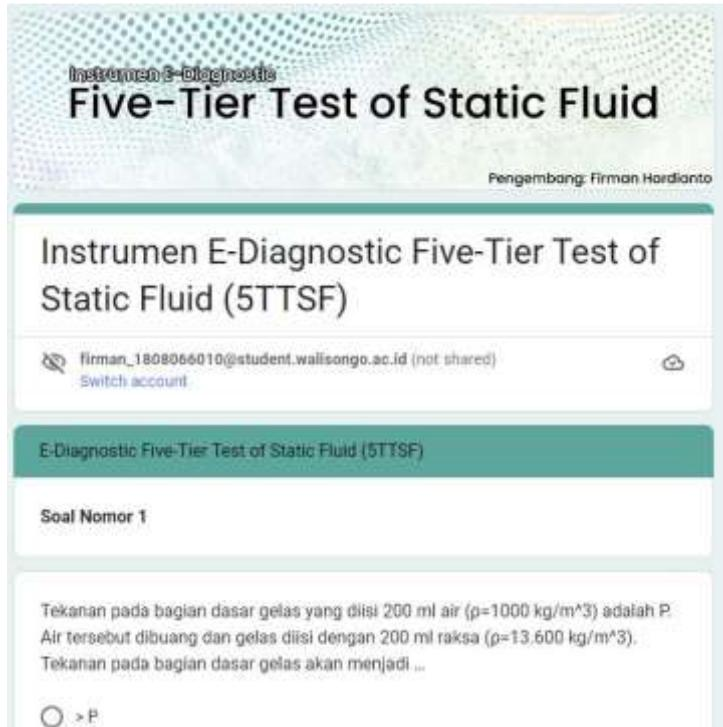 Instrumen E-Diagnostic
Five-Tier Test of Static Fluid
Pengembang: Firman Hardianto
Instrumen E-Diagnostic Five-Tier Test of
Static Fluid (5TTSF)
firman_1808066010@student.walisongo.ac.id (not shared)
Switch account
E-Diagnostic Five-Tier Test of Static Fluid (5TTSF)
Soal Nomor 1
Tekanan pada bagian dasar gelas yang diisi 200 ml air (ρ=1000 kg/m^3) adalah P.
Air tersebut dibuang dan gelas diisi dengan 200 ml raksa (ρ=13.600 kg/m^3).
Tekanan pada bagian dasar gelas akan menjadi ...
> P